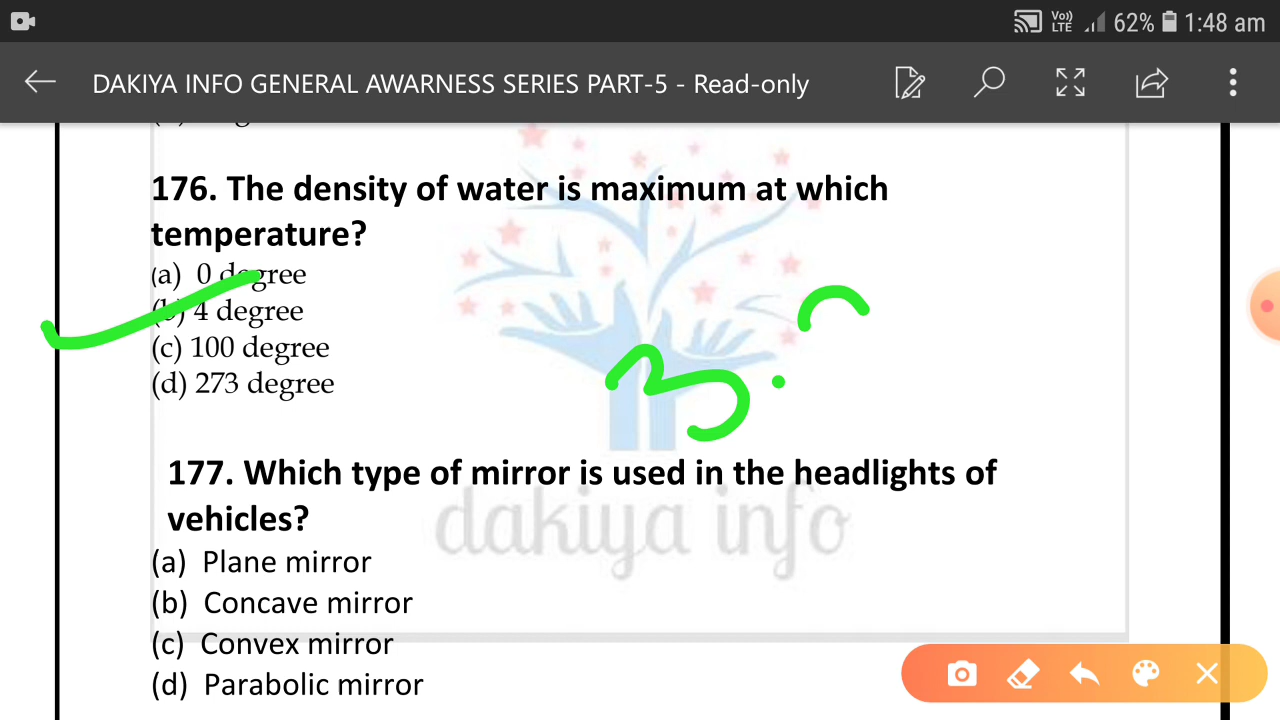 Vo)) LTE 62% 1:48 am
DAKIYA INFO GENERAL AWARNESS SERIES PART-5 - Read-only
176. The density of water is maximum at which
temperature?
(a) 0 degree
(b) 4 degree
(c) 100 degree
(d) 273 degree
177. Which type of mirror is used in the headlights of
vehicles?
dakiya info
(a) Plane mirror
(b) Concave mirror
(c) Convex mirror
(d) Parabolic mirror